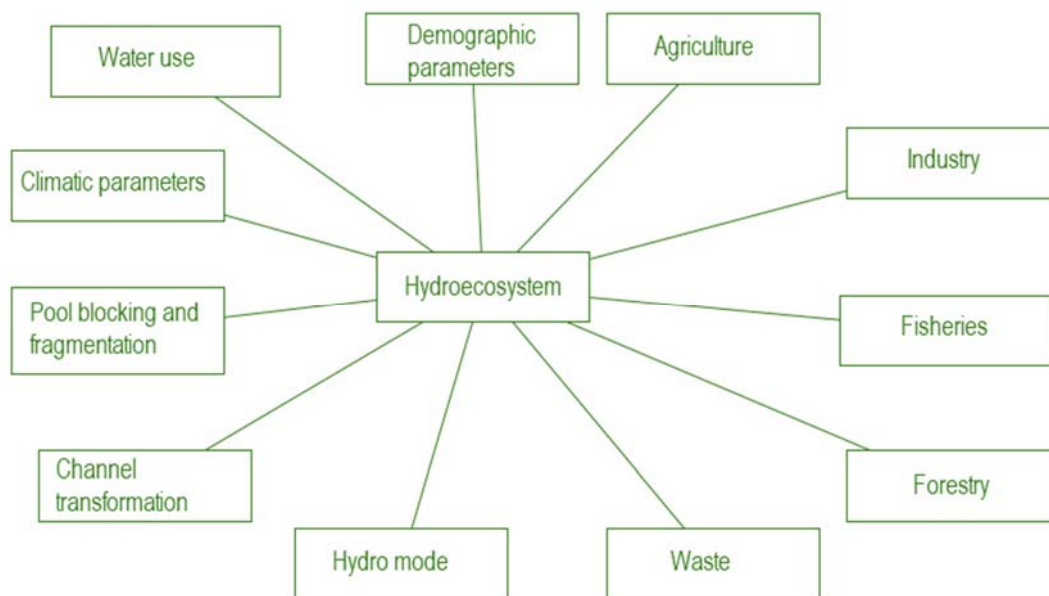 Water use
Demographic
parameters
Agriculture
Climatic parameters
Industry
Hydroecosystem
Pool blocking and
fragmentation
Fisheries
Channel
transformation
Forestry
Hydro mode
Waste